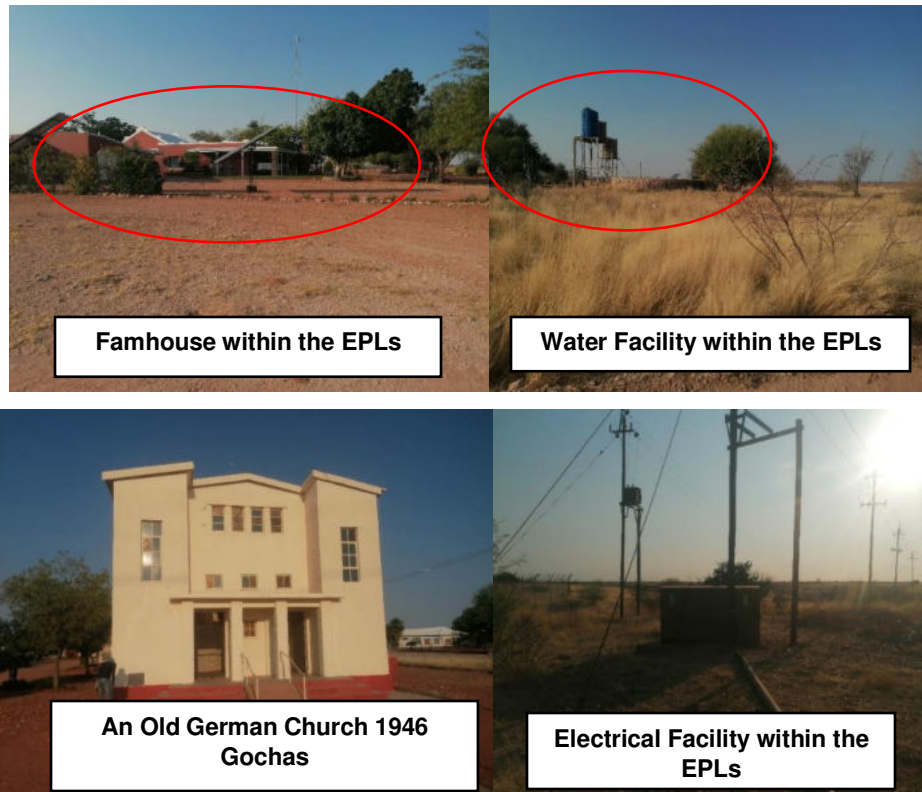 Famhouse within the EPLs
Water Facility within the EPLs
An Old German Church 1946
Gochas
Electrical Facility within the
EPLs